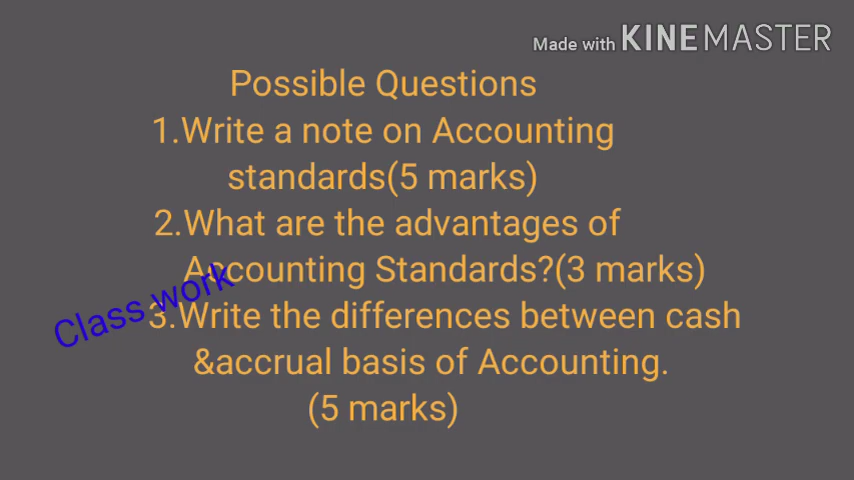 Made with KINEMASTER
Possible Questions
1.Write a note on Accounting
standards(5 marks)
2.What are the advantages of
Accounting Standards?(3 marks)
Class work
3.Write the differences between cash
&accrual basis of Accounting.
(5 marks)